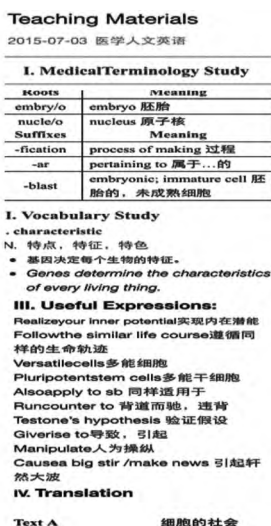 Teaching Materials
2015-07-03 医学人文英语
I. MedicalTerminology Study
Roots Meaning
embry/o embryo 胚胎
nucle/o nucleus 原子核
Suffixes Meaning
-fication process of making 过程
-ar pertaining to 属于…的
-blast embryonic; immature cell 胚
胎的，未成熟细胞
I. Vocabulary Study
. characteristic
N. 特点，特征，特色
• 基因决定每个生物的特征。
• Genes determine the characteristics
of every living thing.
III. Useful Expressions:
Realizeyour inner potential实现内在潜能
Followthe similar life course遵循同
样的生命轨迹
Versatilecells多能细胞
Pluripotentstem cells多能干细胞
Alsoapply to sb 同样适用于
Runcounter to 背道而驰，违背
Testone's hypothesis 验证假设
Giverise to导致，引起
Manipulate人为操纵
Causea big stir /make news 引起轩
然大波
IV. Translation
Text A 细胞的社会